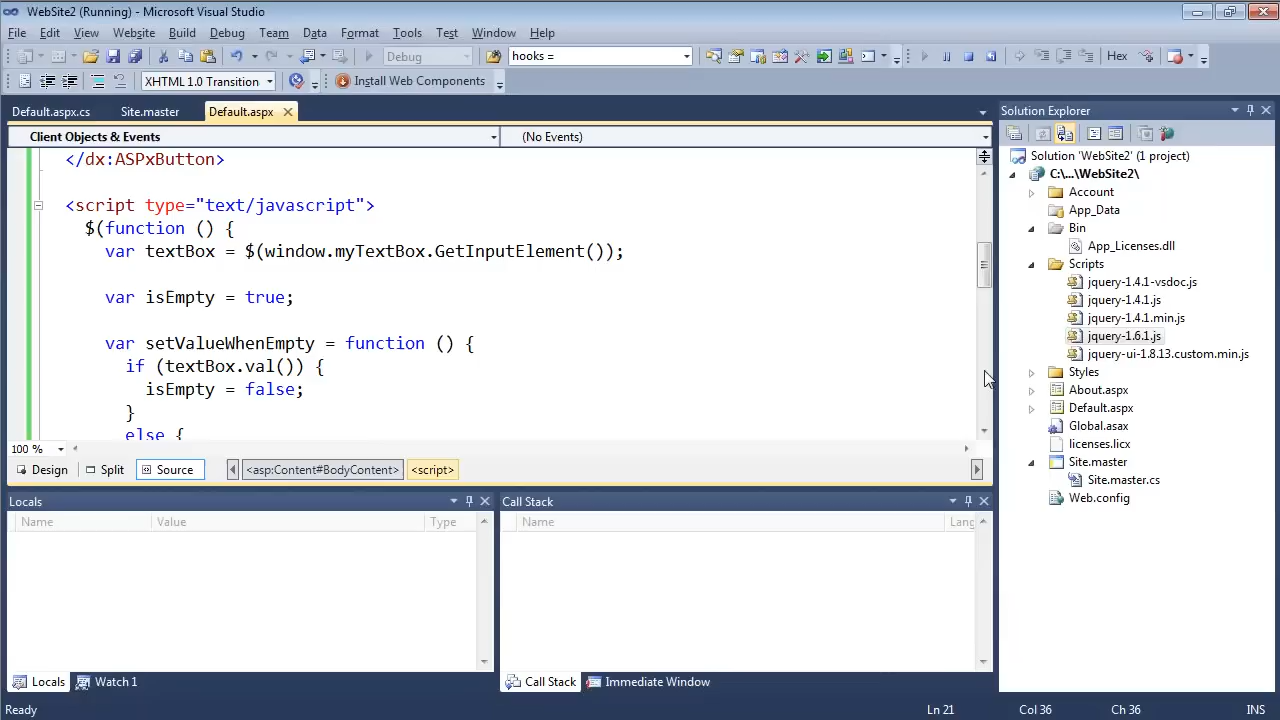 WebSite2 (Running) - Microsoft Visual Studio
File Edit View Website Build Debug Team Data Format Tools Test Window Help
Debug hooks = Hex
XHTML 1.0 Transition Install Web Components
Default.aspx.cs Site.master Default.aspx
Client Objects & Events (No Events)
</dx:ASPxButton>
<script type="text/javascript">
$(function () {
var textBox = $(window.myTextBox.GetInputElement());
var isEmpty = true;
var setValueWhenEmpty = function () {
if (textBox.val()) {
isEmpty = false;
}
else {
100 %
Design Split Source <asp:Content#BodyContent> <script>
Locals
Name Value Type
Locals Watch 1
Call Stack
Name Lang
Call Stack Immediate Window
Solution Explorer
Solution 'WebSite2' (1 project)
C:\...\WebSite2\
Account
App_Data
Bin
App_Licenses.dll
Scripts
jquery-1.4.1-vsdoc.js
jquery-1.4.1.js
jquery-1.4.1.min.js
jquery-1.6.1.js
jquery-ui-1.8.13.custom.min.js
Styles
About.aspx
Default.aspx
Global.asax
licenses.licx
Site.master
Site.master.cs
Web.config
Ready Ln 21 Col 36 Ch 36 INS